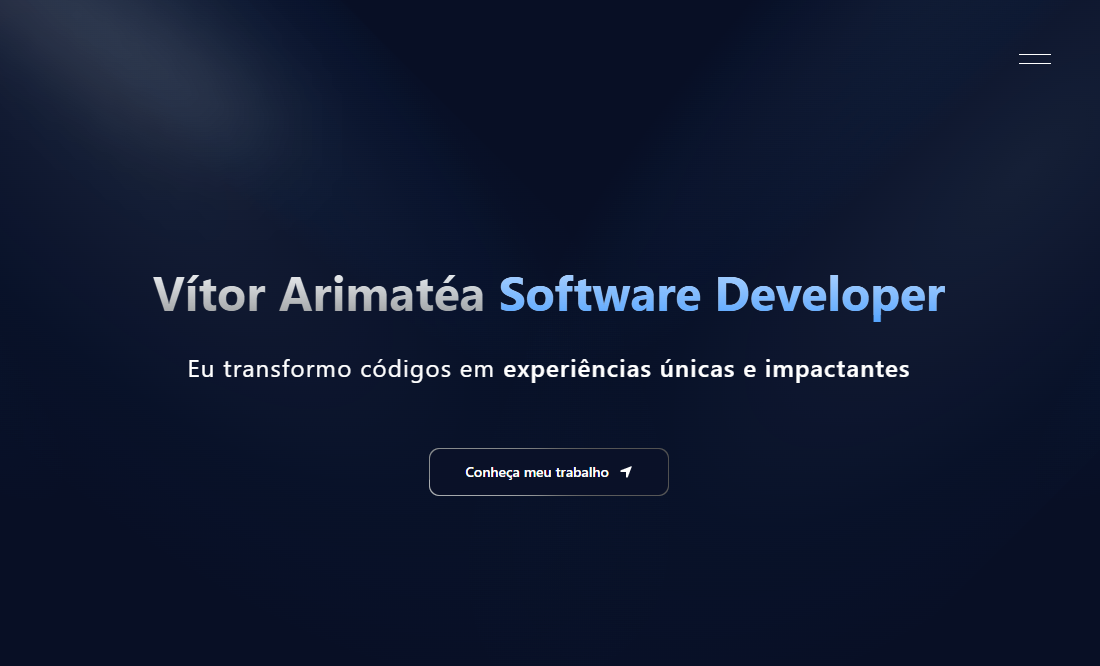 Vítor Arimatéa Software Developer
Eu transformo códigos em experiências únicas e impactantes
Conheça meu trabalho